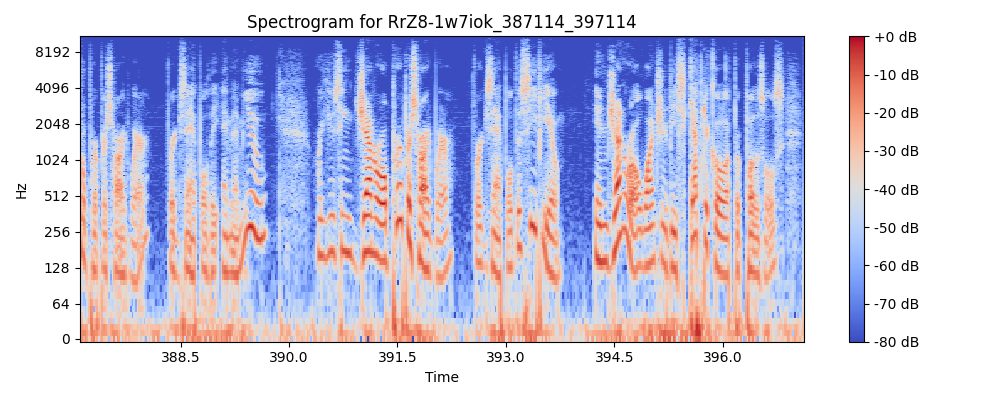 Spectrogram for RrZ8-1w7iok_387114_397114
8192
4096
2048
1024
512
256
128
64
0
Hz
388.5
390.0
391.5
393.0
394.5
396.0
Time
+0 dB
-10 dB
-20 dB
-30 dB
-40 dB
-50 dB
-60 dB
-70 dB
-80 dB